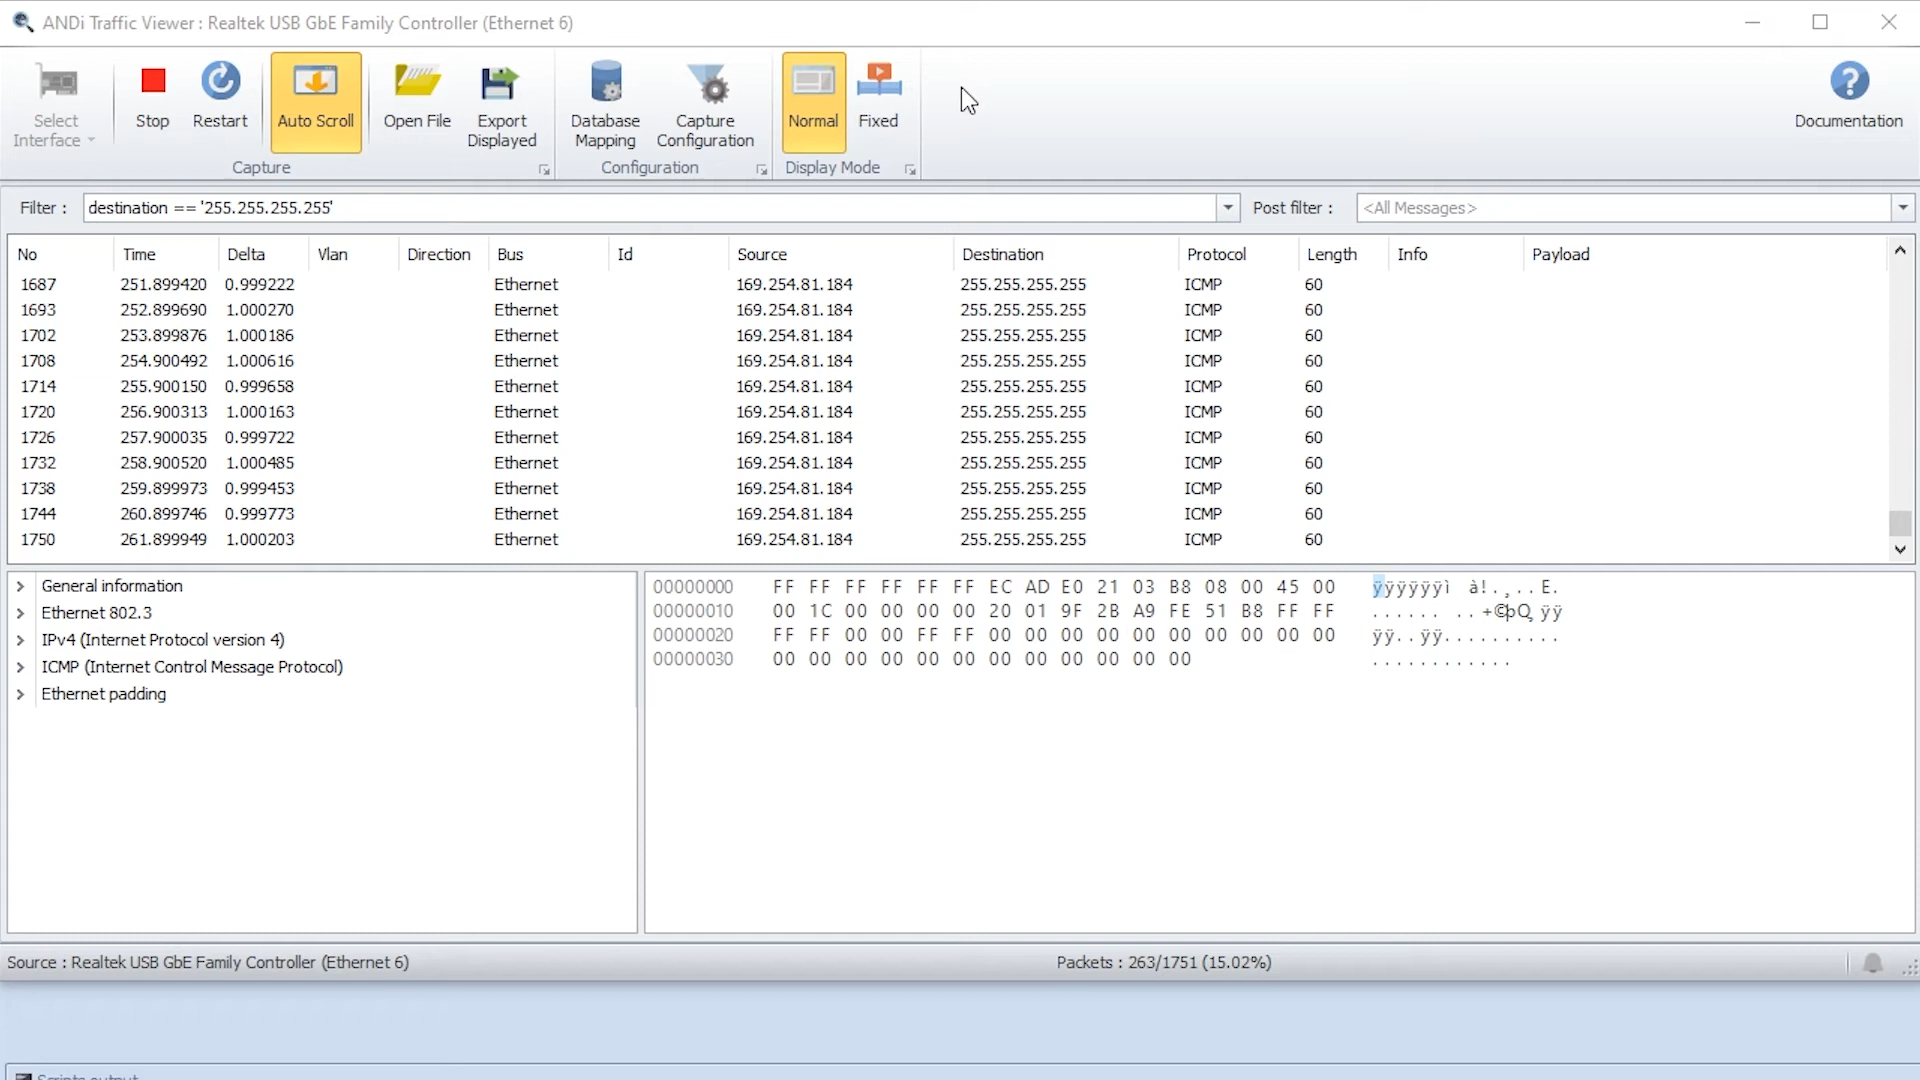 ANDi Traffic Viewer : Realtek USB GbE Family Controller (Ethernet 6)
Select Interface
Stop
Restart
Auto Scroll
Open File
Export Displayed
Database Mapping
Capture Configuration
Normal
Fixed
Documentation
Capture
Configuration
Display Mode
Filter : destination == '255.255.255.255' Post filter : <All Messages>
No Time Delta Vlan Direction Bus Id Source Destination Protocol Length Info Payload
1687 251.899420 0.999222 Ethernet 169.254.81.184 255.255.255.255 ICMP 60
1693 252.899690 1.000270 Ethernet 169.254.81.184 255.255.255.255 ICMP 60
1702 253.899876 1.000186 Ethernet 169.254.81.184 255.255.255.255 ICMP 60
1708 254.900492 1.000616 Ethernet 169.254.81.184 255.255.255.255 ICMP 60
1714 255.900150 0.999658 Ethernet 169.254.81.184 255.255.255.255 ICMP 60
1720 256.900313 1.000163 Ethernet 169.254.81.184 255.255.255.255 ICMP 60
1726 257.900035 0.999722 Ethernet 169.254.81.184 255.255.255.255 ICMP 60
1732 258.900520 1.000485 Ethernet 169.254.81.184 255.255.255.255 ICMP 60
1738 259.899973 0.999453 Ethernet 169.254.81.184 255.255.255.255 ICMP 60
1744 260.899746 0.999773 Ethernet 169.254.81.184 255.255.255.255 ICMP 60
1750 261.899949 1.000203 Ethernet 169.254.81.184 255.255.255.255 ICMP 60
General information
Ethernet 802.3
IPv4 (Internet Protocol version 4)
ICMP (Internet Control Message Protocol)
Ethernet padding
00000000 FF FF FF FF FF FF EC AD E0 21 03 B8 08 00 45 00 ÿÿÿÿÿÿì à!.¸..E.
00000010 00 1C 00 00 00 00 20 01 9F 2B A9 FE 51 B8 FF FF ...... ..+©þQ¸ÿÿ
00000020 FF FF 00 00 FF FF 00 00 00 00 00 00 00 00 00 00 ÿÿ..ÿÿ..........
00000030 00 00 00 00 00 00 00 00 00 00 00 00 ............
Source : Realtek USB GbE Family Controller (Ethernet 6) Packets : 263/1751 (15.02%)
Scripts output